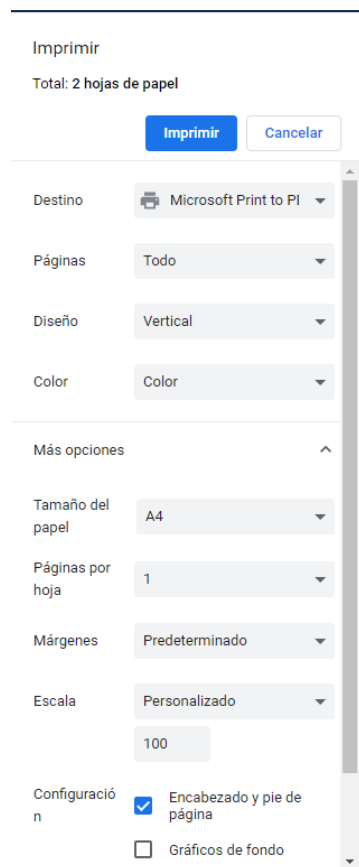 Imprimir
Total: 2 hojas de papel
Imprimir
Cancelar
Destino
Microsoft Print to PI
Páginas
Todo
Diseño
Vertical
Color
Color
Más opciones
Tamaño del
papel
A4
Páginas por
hoja
1
Márgenes
Predeterminado
Escala
Personalizado
100
Configuració
n
Encabezado y pie de
página
Gráficos de fondo